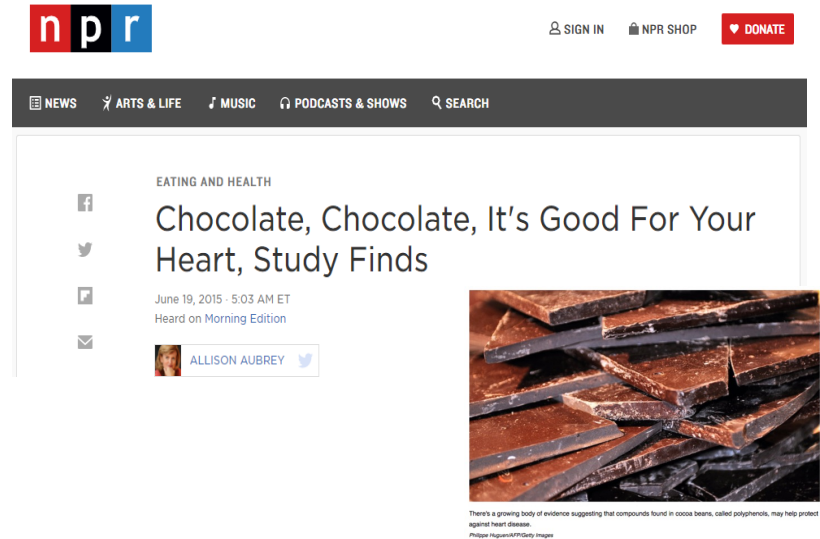 npr
SIGN IN
NPR SHOP
DONATE
NEWS
ARTS & LIFE
MUSIC
PODCASTS & SHOWS
SEARCH
EATING AND HEALTH
Chocolate, Chocolate, It's Good For Your
Heart, Study Finds
June 19, 2015 · 5:03 AM ET
Heard on Morning Edition
ALLISON AUBREY
There's a growing body of evidence suggesting that compounds found in cocoa beans, called polyphenols, may help protect
against heart disease.
Philippe Huguen/AFP/Getty Images